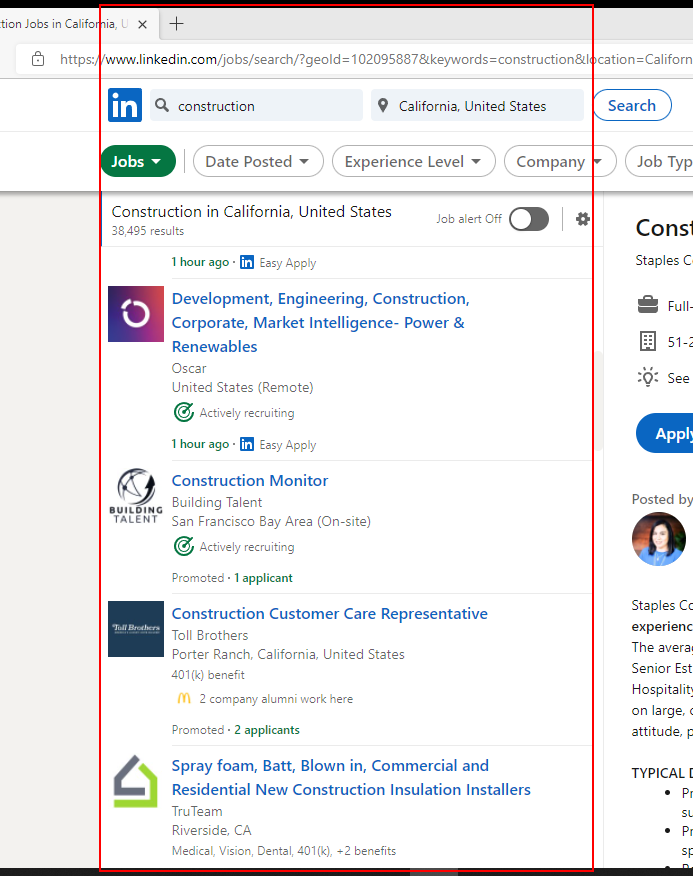 ction Jobs in California, U
https://www.linkedin.com/jobs/search/?geoId=102095887&keywords=construction&location=Californ
in
construction
California, United States
Search
Jobs
Date Posted
Experience Level
Company
Job Typ
Construction in California, United States
38,495 results
Job alert Off
1 hour ago · in Easy Apply
Development, Engineering, Construction,
Corporate, Market Intelligence- Power &
Renewables
Oscar
United States (Remote)
Actively recruiting
1 hour ago · in Easy Apply
BUILDING
TALENT
Construction Monitor
Building Talent
San Francisco Bay Area (On-site)
Actively recruiting
Promoted · 1 applicant
Toll Brothers
Construction Customer Care Representative
Toll Brothers
Porter Ranch, California, United States
401(k) benefit
2 company alumni work here
Promoted · 2 applicants
Spray foam, Batt, Blown in, Commercial and
Residential New Construction Insulation Installers
TruTeam
Riverside, CA
Medical, Vision, Dental, 401(k), +2 benefits
Const
Staples Co
Full-
51-2
See
Apply
Posted by
Staples Co
experienc
The averag
Senior Est
Hospitality
on large, c
attitude, p
TYPICAL D
• Pr
su
• Pr
sp